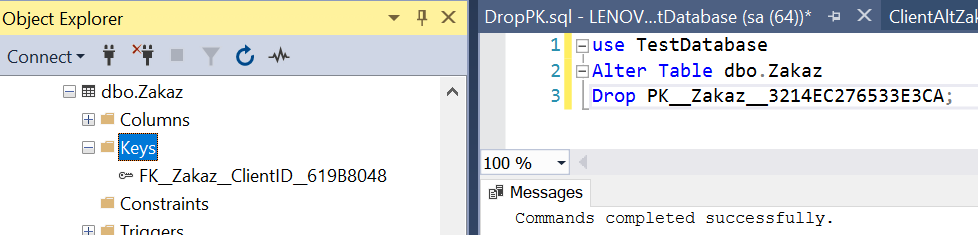 Object Explorer
Connect
dbo.Zakaz
Columns
Keys
FK__Zakaz__ClientID__619B8048
Constraints
Triggers
DropPK.sql - LENOV...tDatabase (sa (64))*
ClientAltZak
1 use TestDatabase
2 Alter Table dbo.Zakaz
3 Drop PK__Zakaz__3214EC276533E3CA;
100 %
Messages
Commands completed successfully.